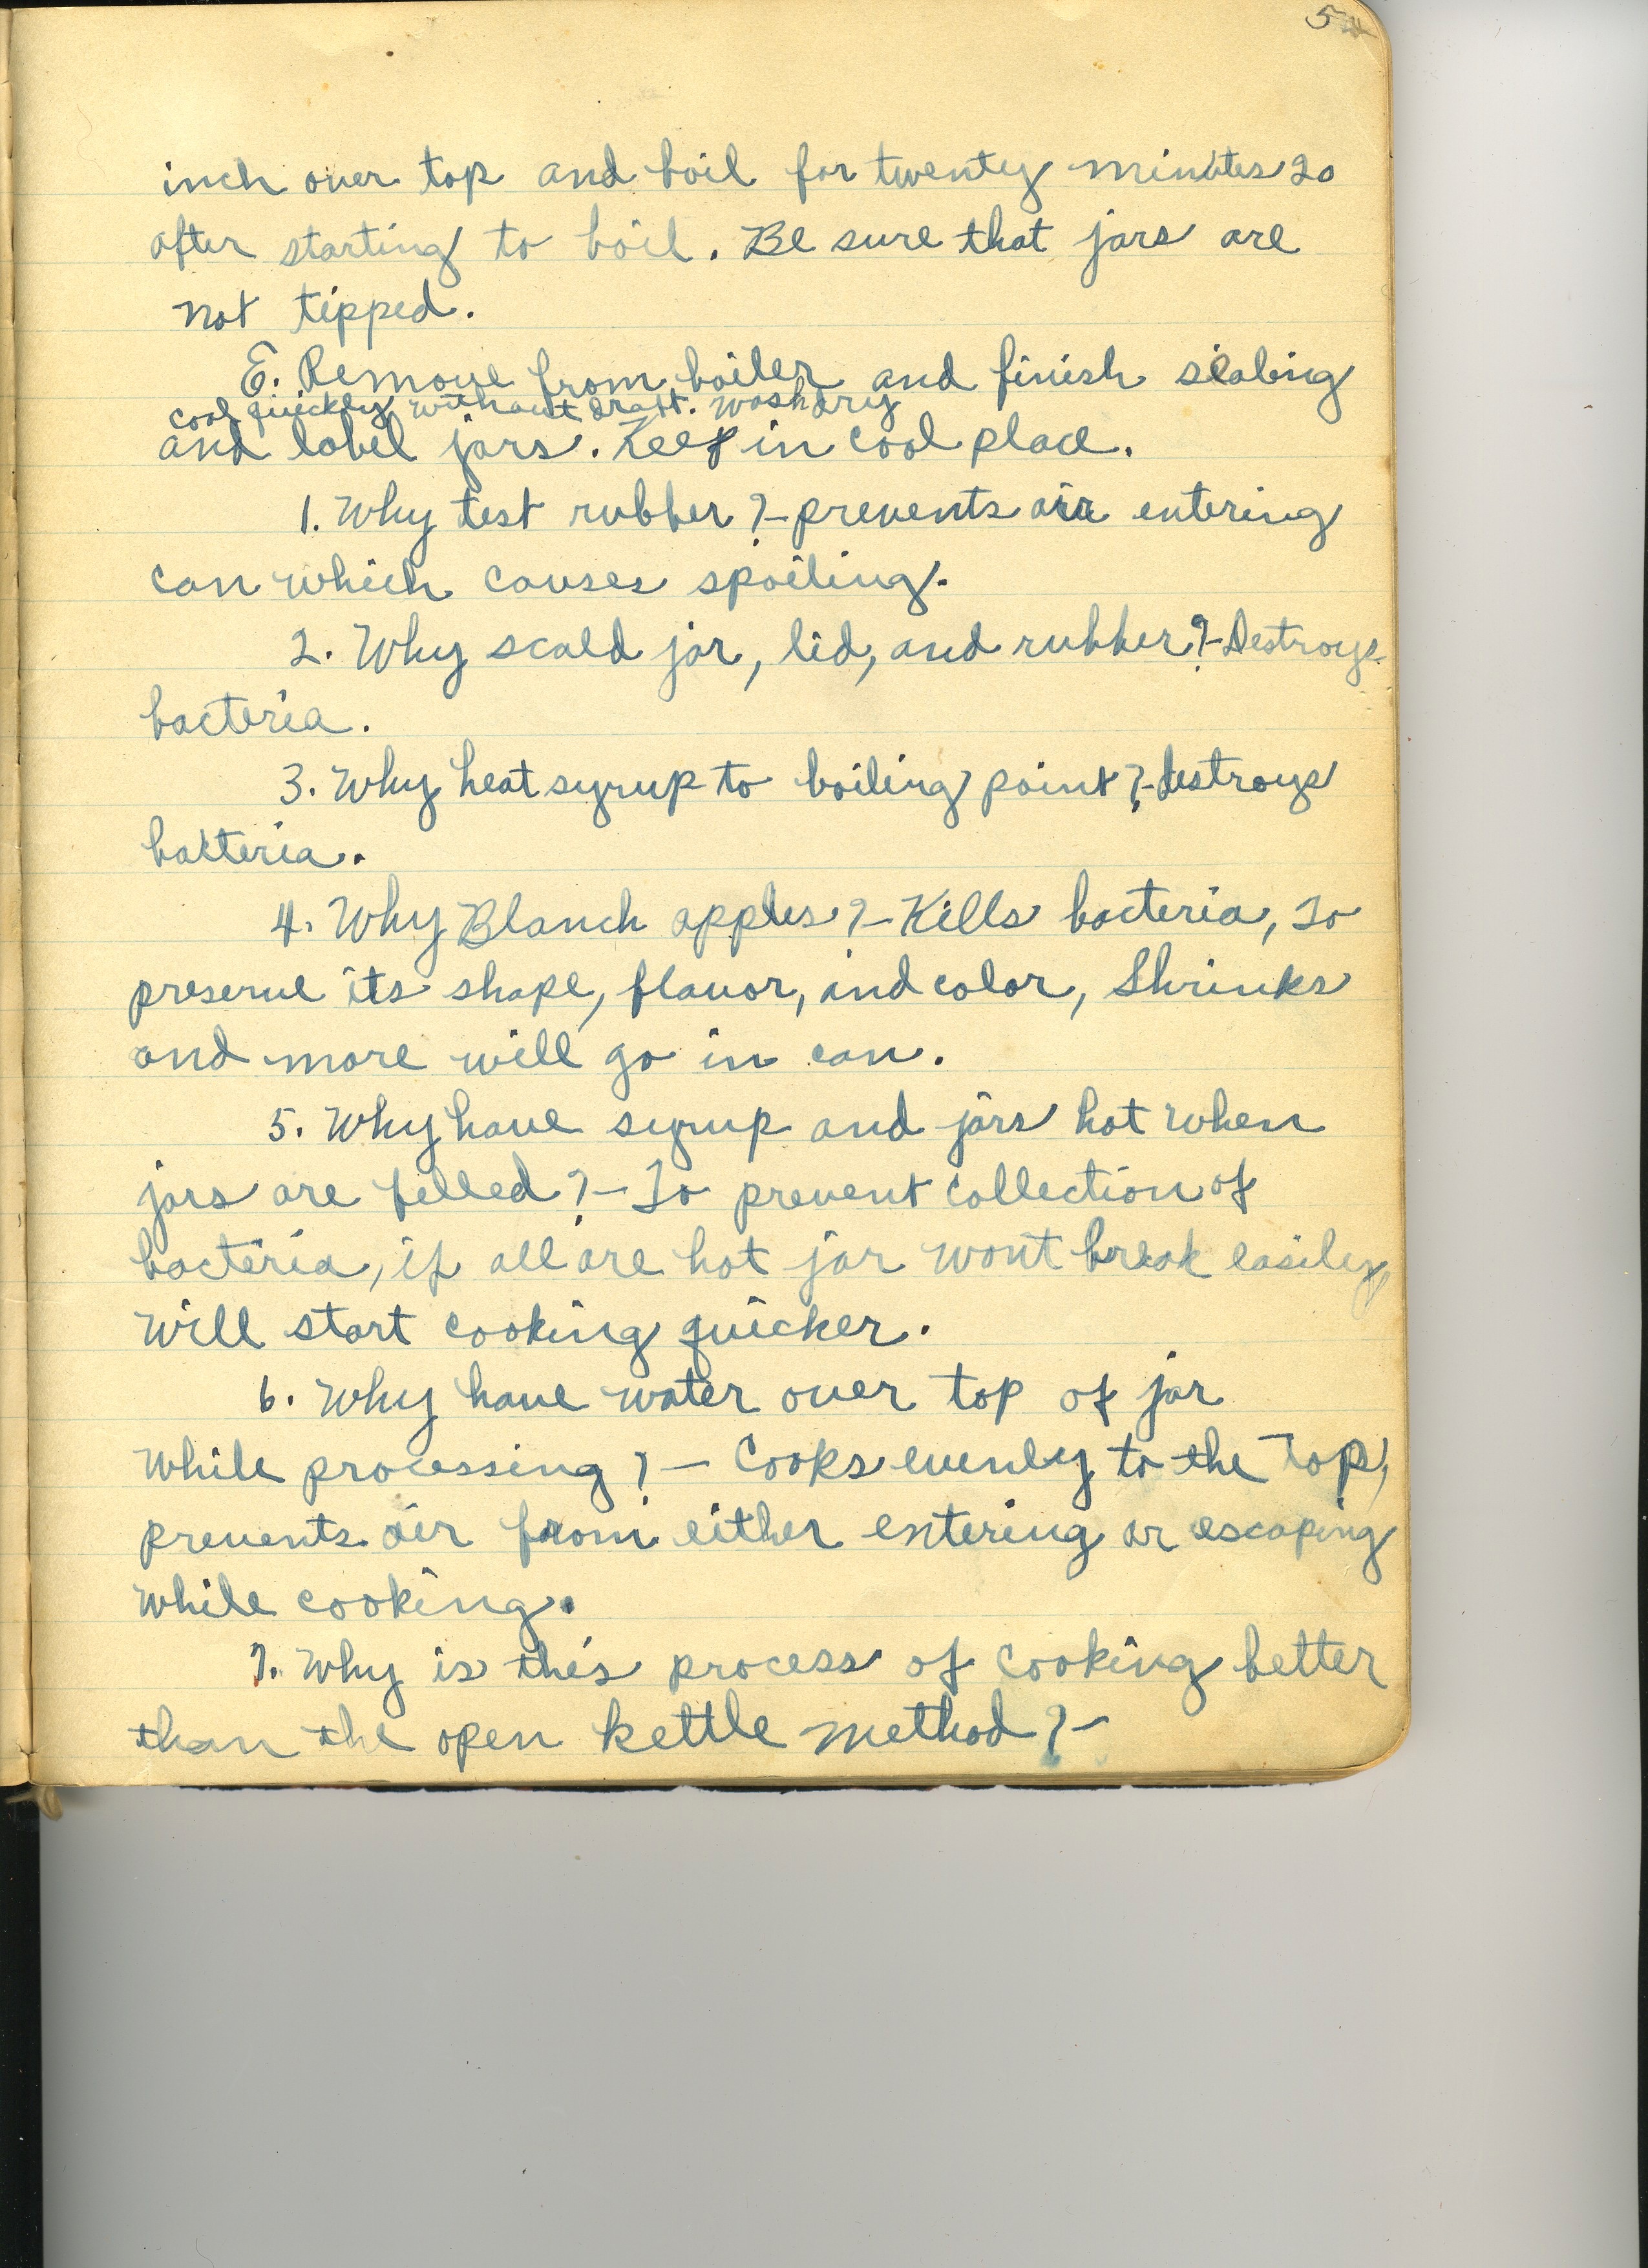 5
inch over top and boil for twenty minutes 20
after starting to boil. Be sure that jars are
not tipped.
E. Remove from boiler and finish sealing
cool quickly without draft. Wash dry
and label jars. Keep in cool place.
1. Why test rubber?- prevents air entering
can which causes spoiling.
2. Why scald jar, lid, and rubber?- Destroys
bacteria.
3. Why heat syrup to boiling point?- destroys
bacteria.
4. Why Blanch apples?- Kills bacteria, To
preserve its shape, flavor, and color, Shrinks
and more will go in can.
5. Why have syrup and jars hot when
jars are filled?- To prevent collection of
bacteria, if all are hot jar wont break easily,
will start cooking quicker.
6. Why have water over top of jar
while processing?- Cooks evenly to the top,
prevents air from either entering or escaping
while cooking.
7. Why is this process of cooking better
than the open kettle method?-